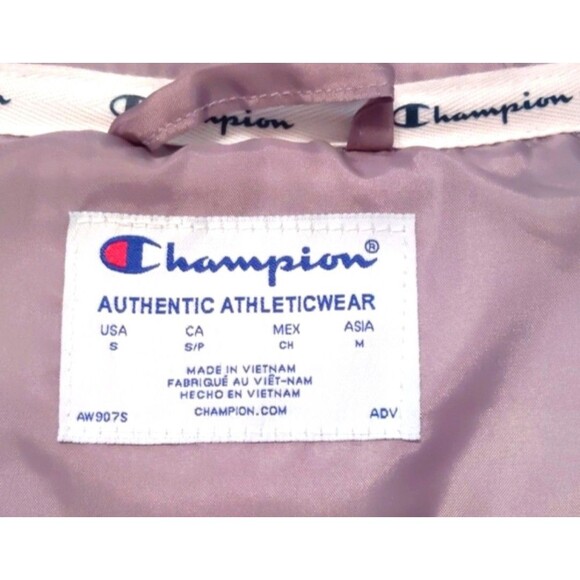 Champion
Champion®
AUTHENTIC ATHLETICWEAR
USA CA MEX ASIA
S S/P CH M
MADE IN VIETNAM
FABRIQUÉ AU VIÊT-NAM
HECHO EN VIETNAM
AW907S CHAMPION.COM ADV